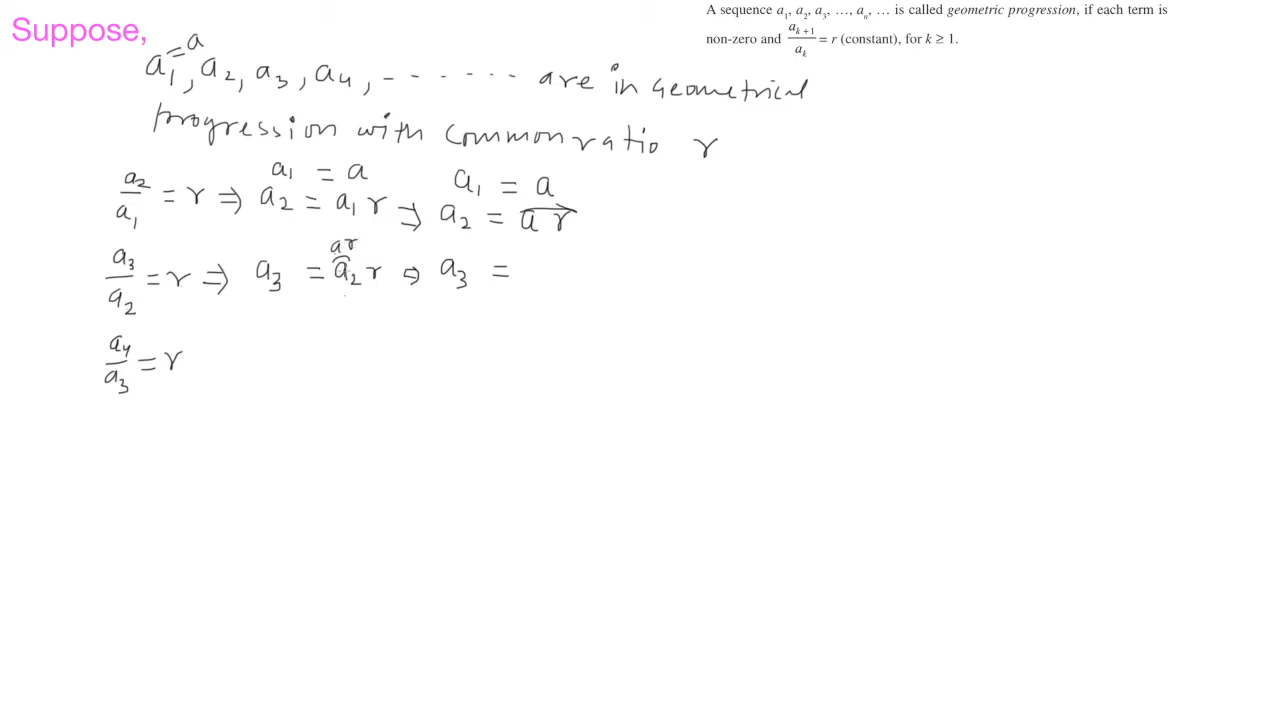 Suppose,
A sequence a₁, a₂, a₃, …, aₙ, … is called geometric progression, if each term is
non-zero and aₖ₊₁/aₖ = r (constant), for k ≥ 1.
a₁=a, a₂, a₃, a₄, - - - - - - - are in Geometrical
progression with common ratio r
a₁ = a a₁ = a
a₂/a₁ = r ⇒ a₂ = a₁ r ⇒ a₂ = a r
ar
a₃/a₂ = r ⇒ a₃ = a₂ r ⇒ a₃ =
a₄/a₃ = r